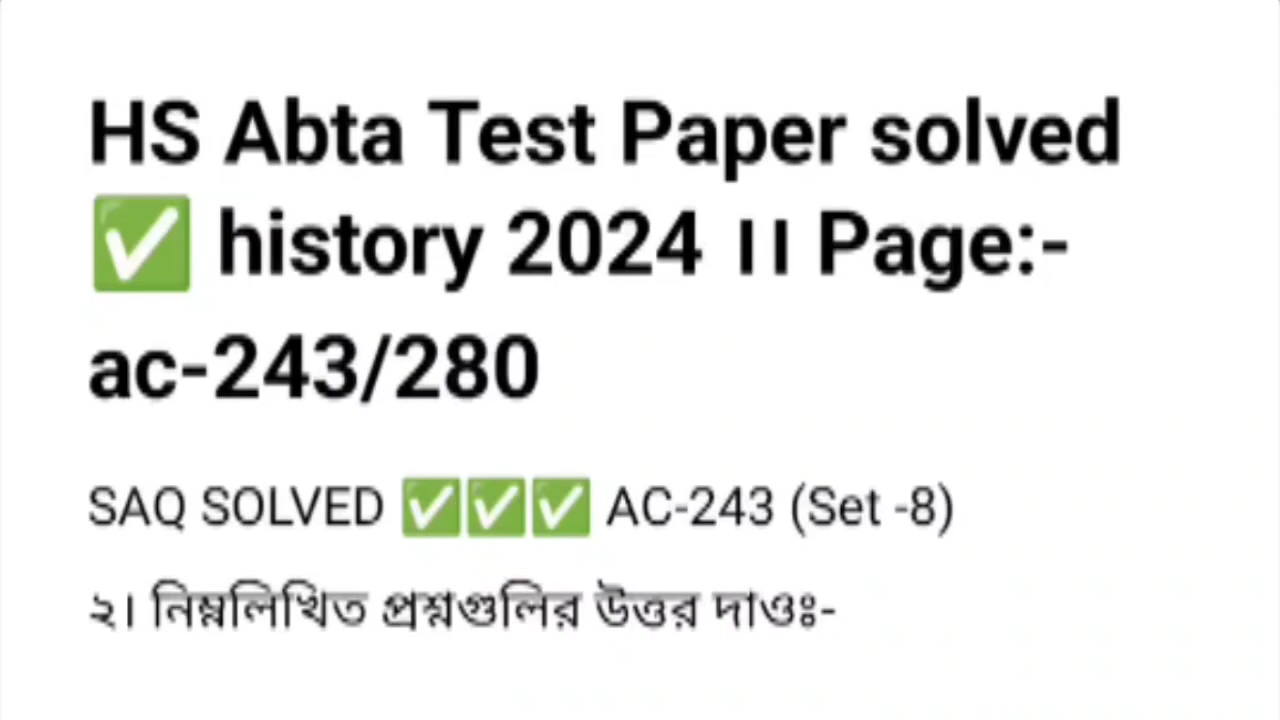 HS Abta Test Paper solved
✅ history 2024 ।। Page:-
ac-243/280
SAQ SOLVED ✅✅✅ AC-243 (Set -8)
২। নিম্নলিখিত প্রশ্নগুলির উত্তর দাওঃ-